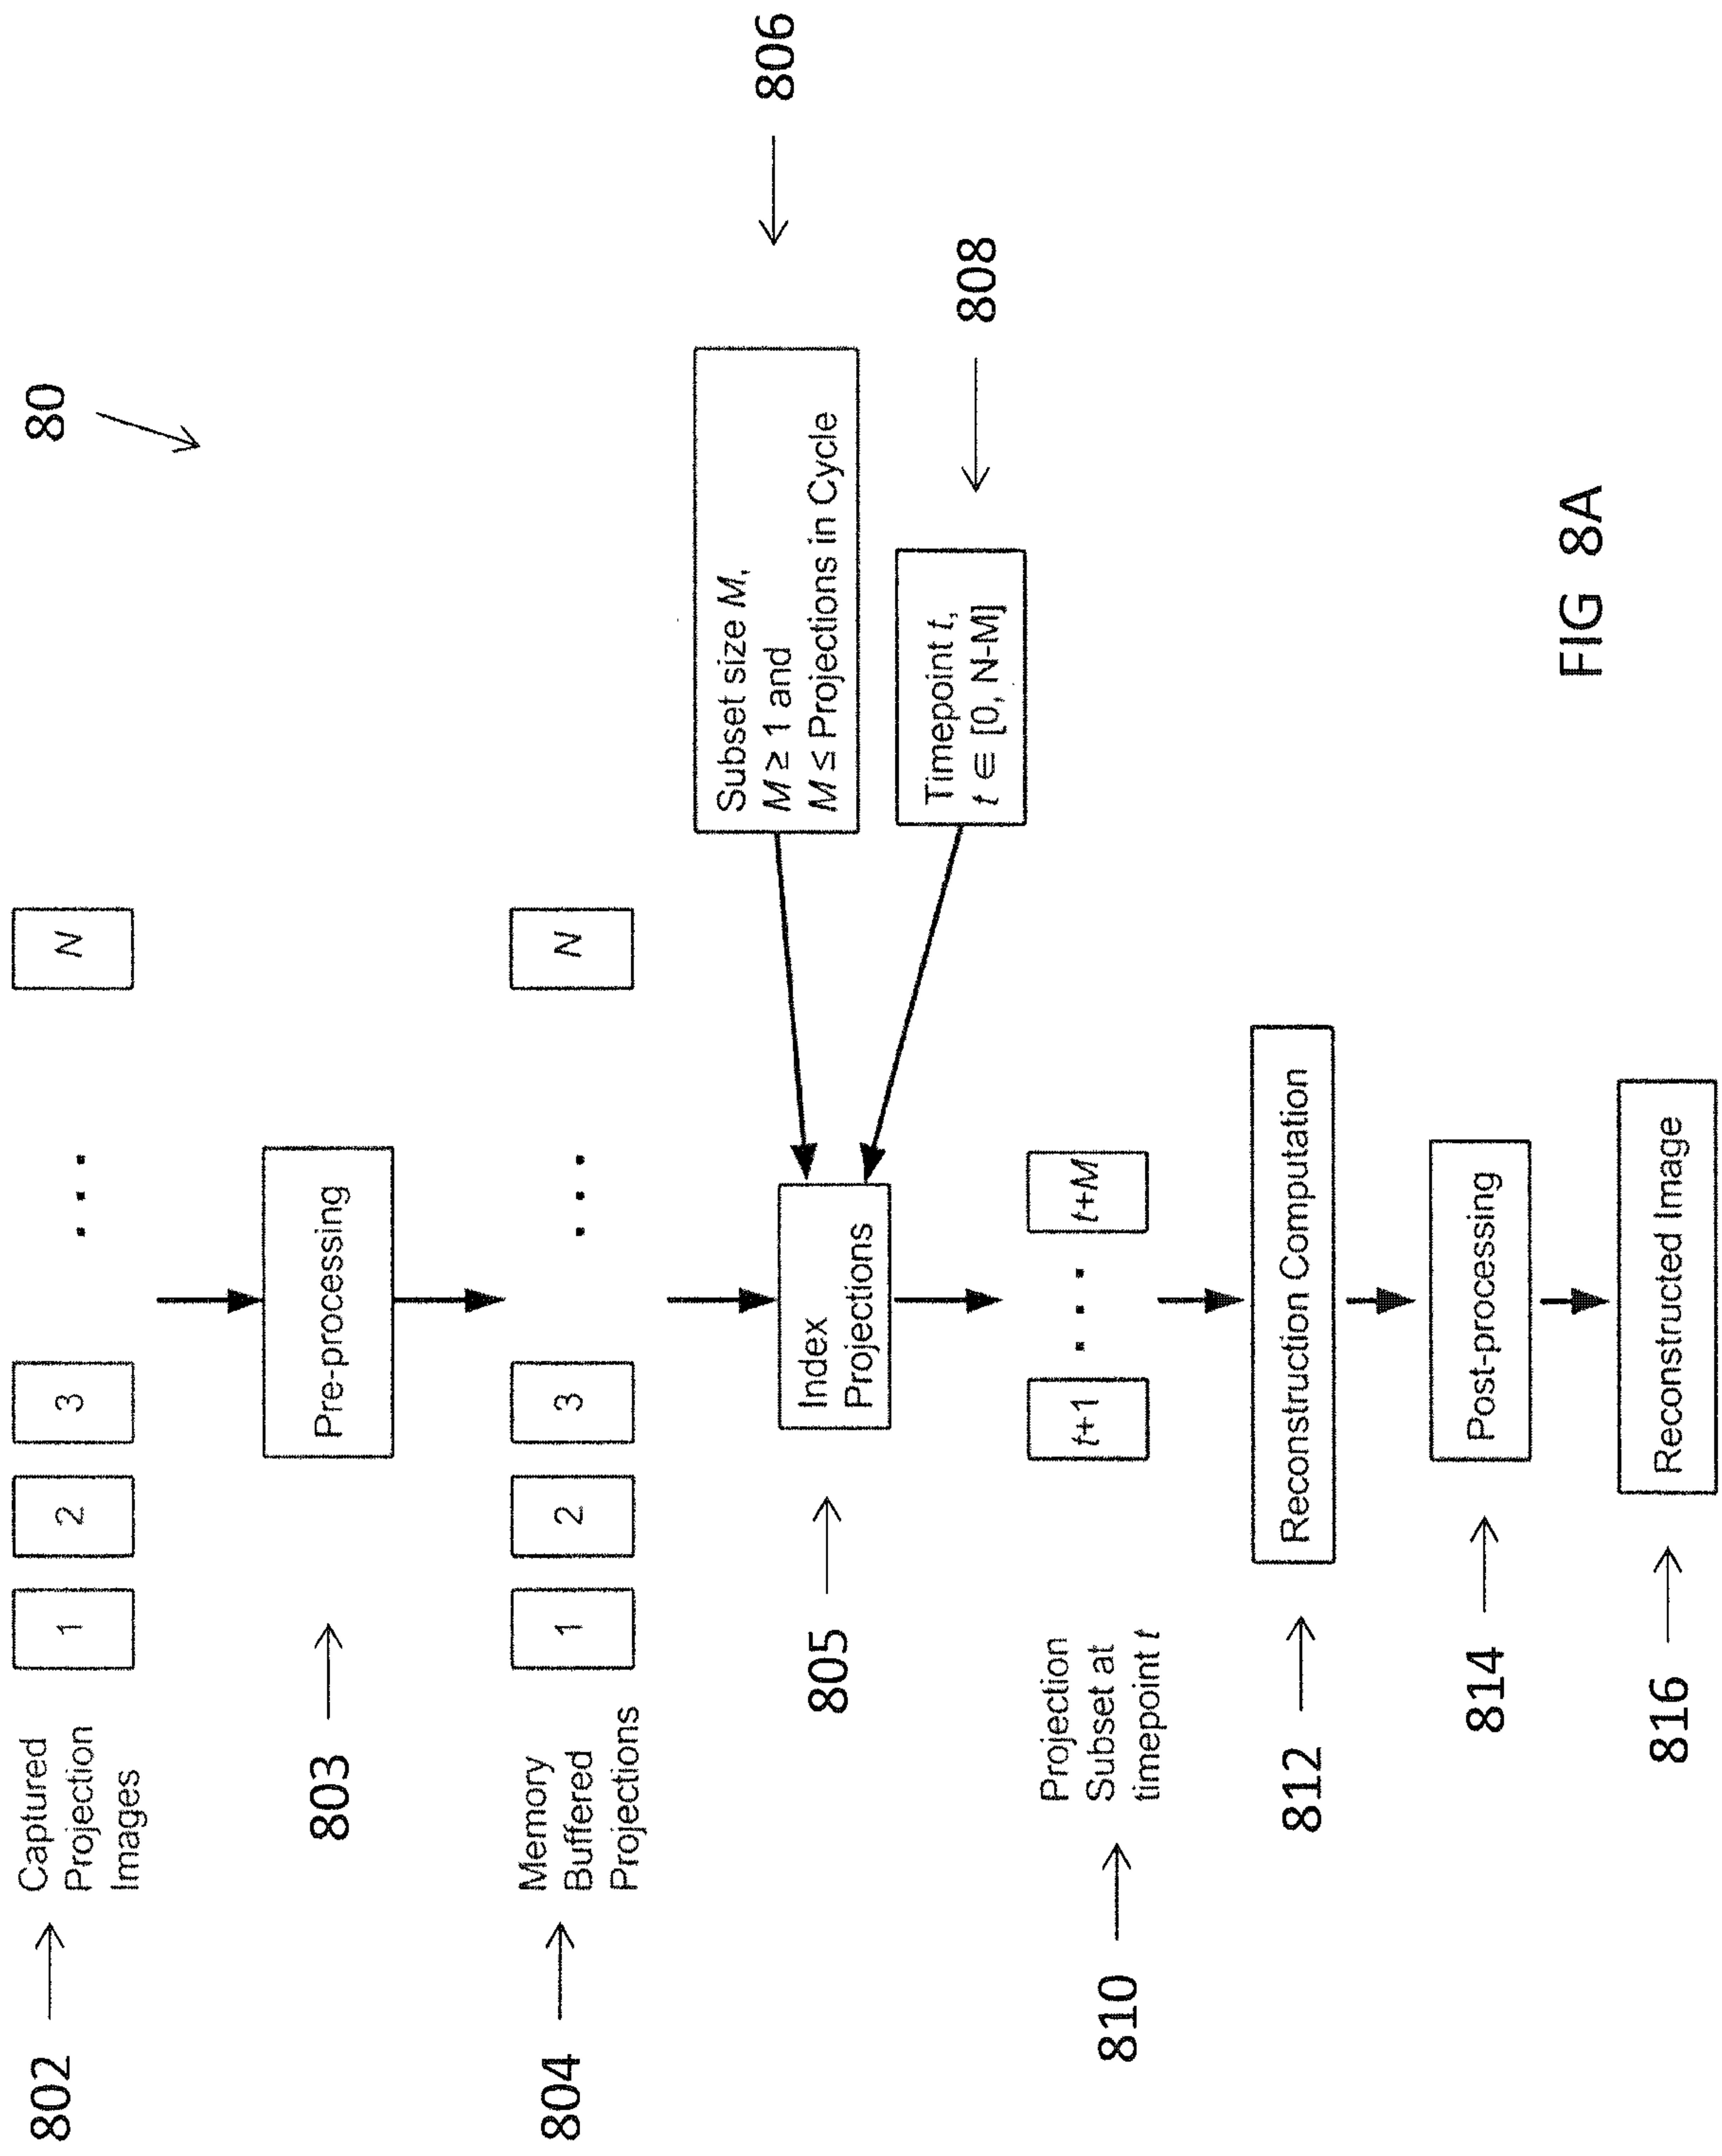 80
802
Captured
Projection
Images
1
2
3
N
803
Pre-processing
804
Memory
Buffered
Projections
1
2
3
N
805
Index
Projections
Subset size M,
M ≥ 1 and
M ≤ Projections in Cycle
806
Timepoint t,
t ∈ [0, N-M]
808
810
Projection
Subset at
timepoint t
t+1
t+M
812
Reconstruction Computation
814
Post-processing
816
Reconstructed Image
FIG 8A